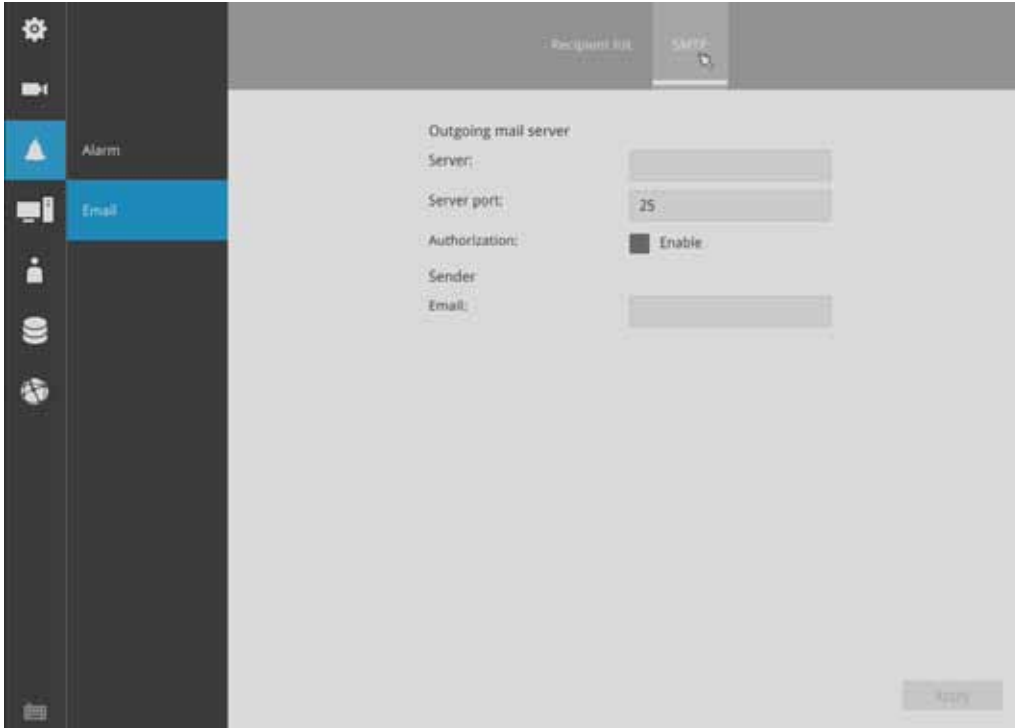 Recipient list
SMTP
Outgoing mail server
Alarm
Server:
Server port:
25
Email
Authorization:
Enable
Sender
Email:
Apply